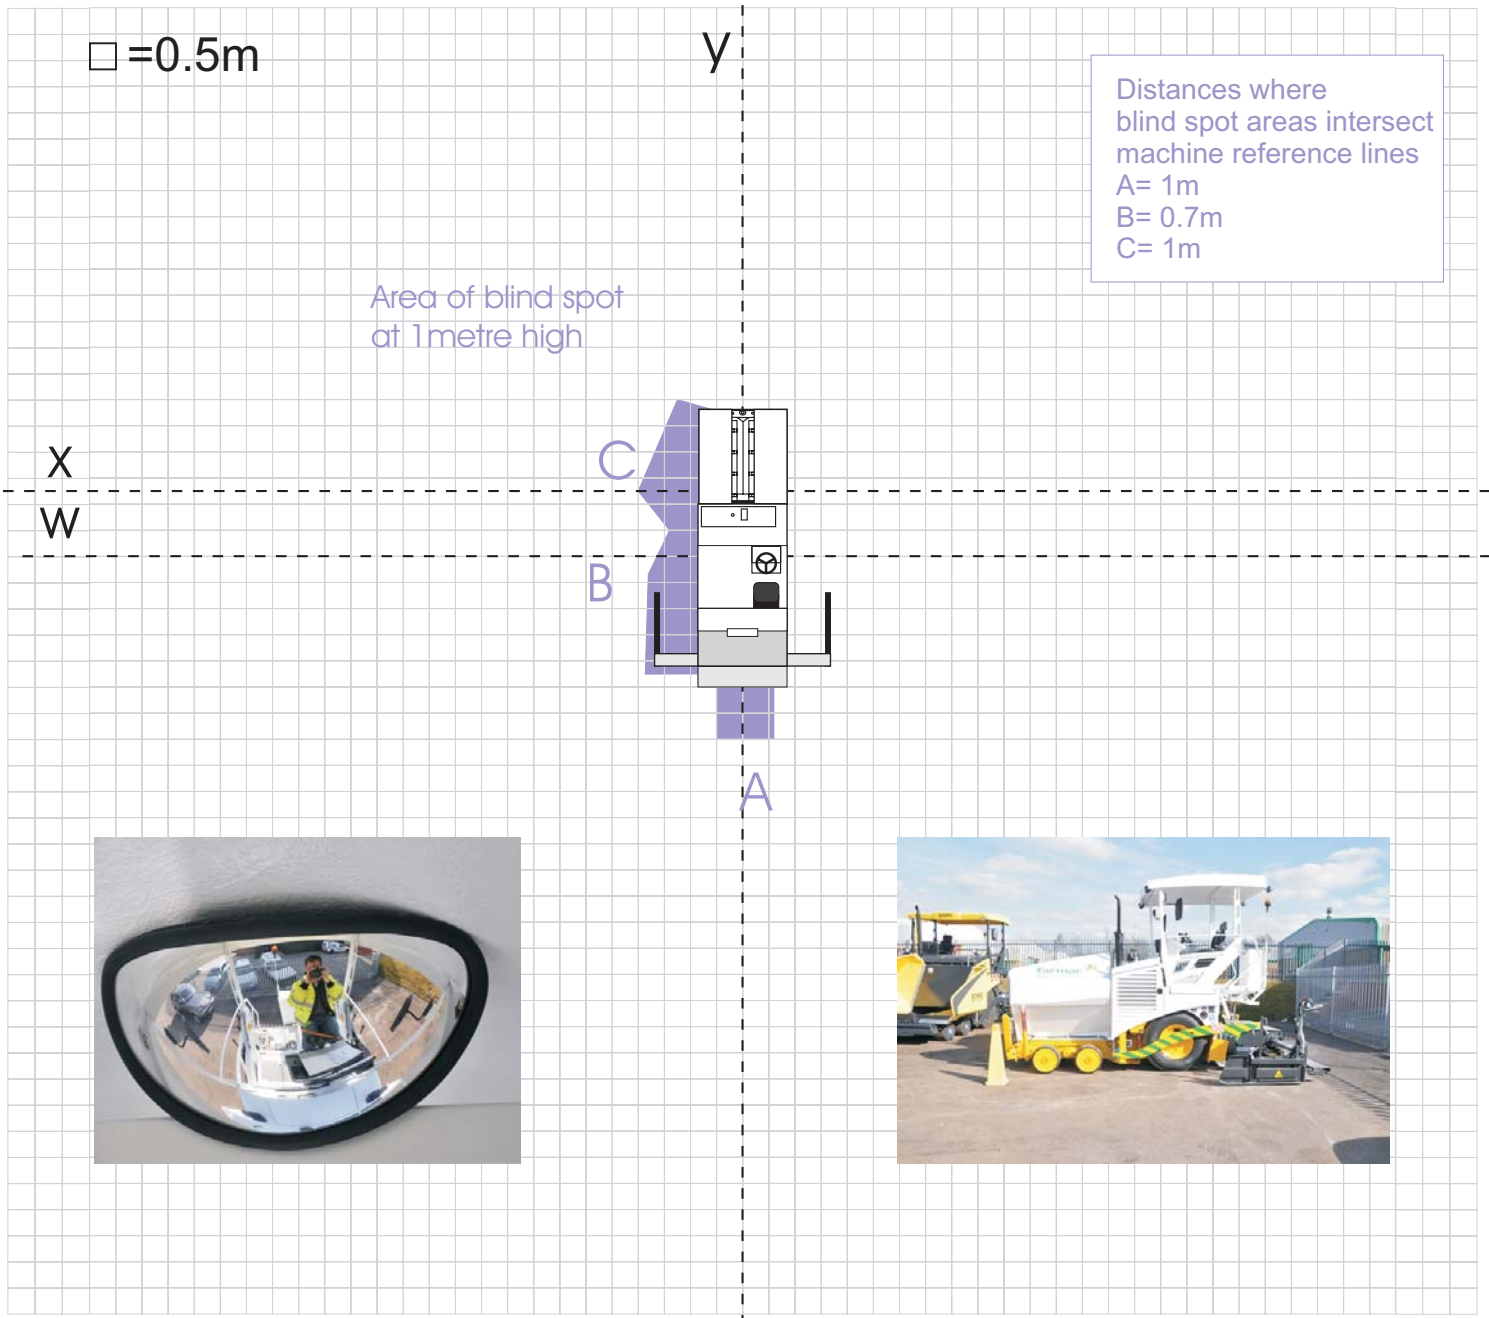 =0.5m
y
Distances where
blind spot areas intersect
machine reference lines
A= 1m
B= 0.7m
C= 1m
Area of blind spot
at 1metre high
C
X
W
B
A
Tarmac